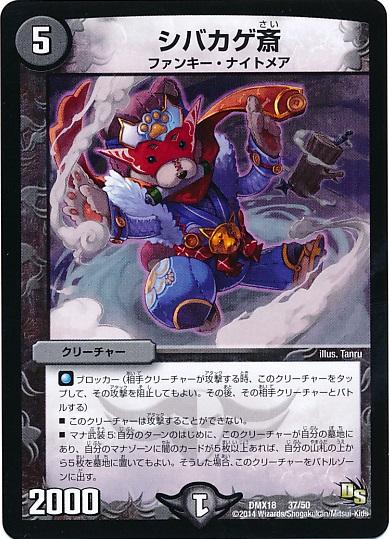 5
さい
シバカゲ斎
ファンキー・ナイトメア
クリーチャー
illus. Tanru
ブロッカー(相手クリーチャーが攻撃する時、このクリーチャーをタップ
して、その攻撃を阻止してもよい。その後、その相手クリーチャーとバト
ルする)
■このクリーチャーは攻撃することができない。
■マナ武装5:自分のターンのはじめに、このクリーチャーが自分の墓地に
あり、自分のマナゾーンに闇のカードが5枚以上あれば、自分の山札の上か
ら5枚を墓地に置いてもよい。そうした場合、このクリーチャーをバトルゾー
ンに出す。
2000
1
DS
DMX18 37/50
©2014 Wizards/Shogakukan/Mitsui-Kids